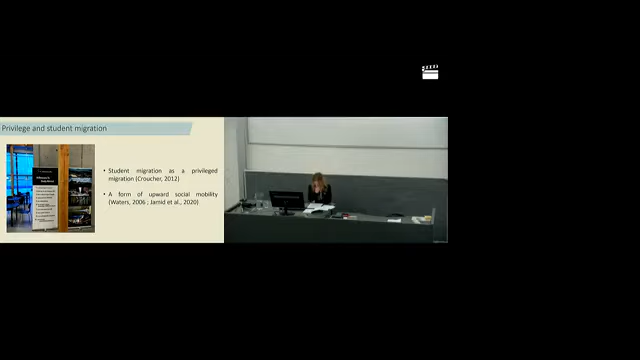 Privilege and student migration
• Student migration as a privileged
migration (Croucher, 2012)
• A form of upward social mobility
(Waters, 2006 ; Jamid et al., 2020)